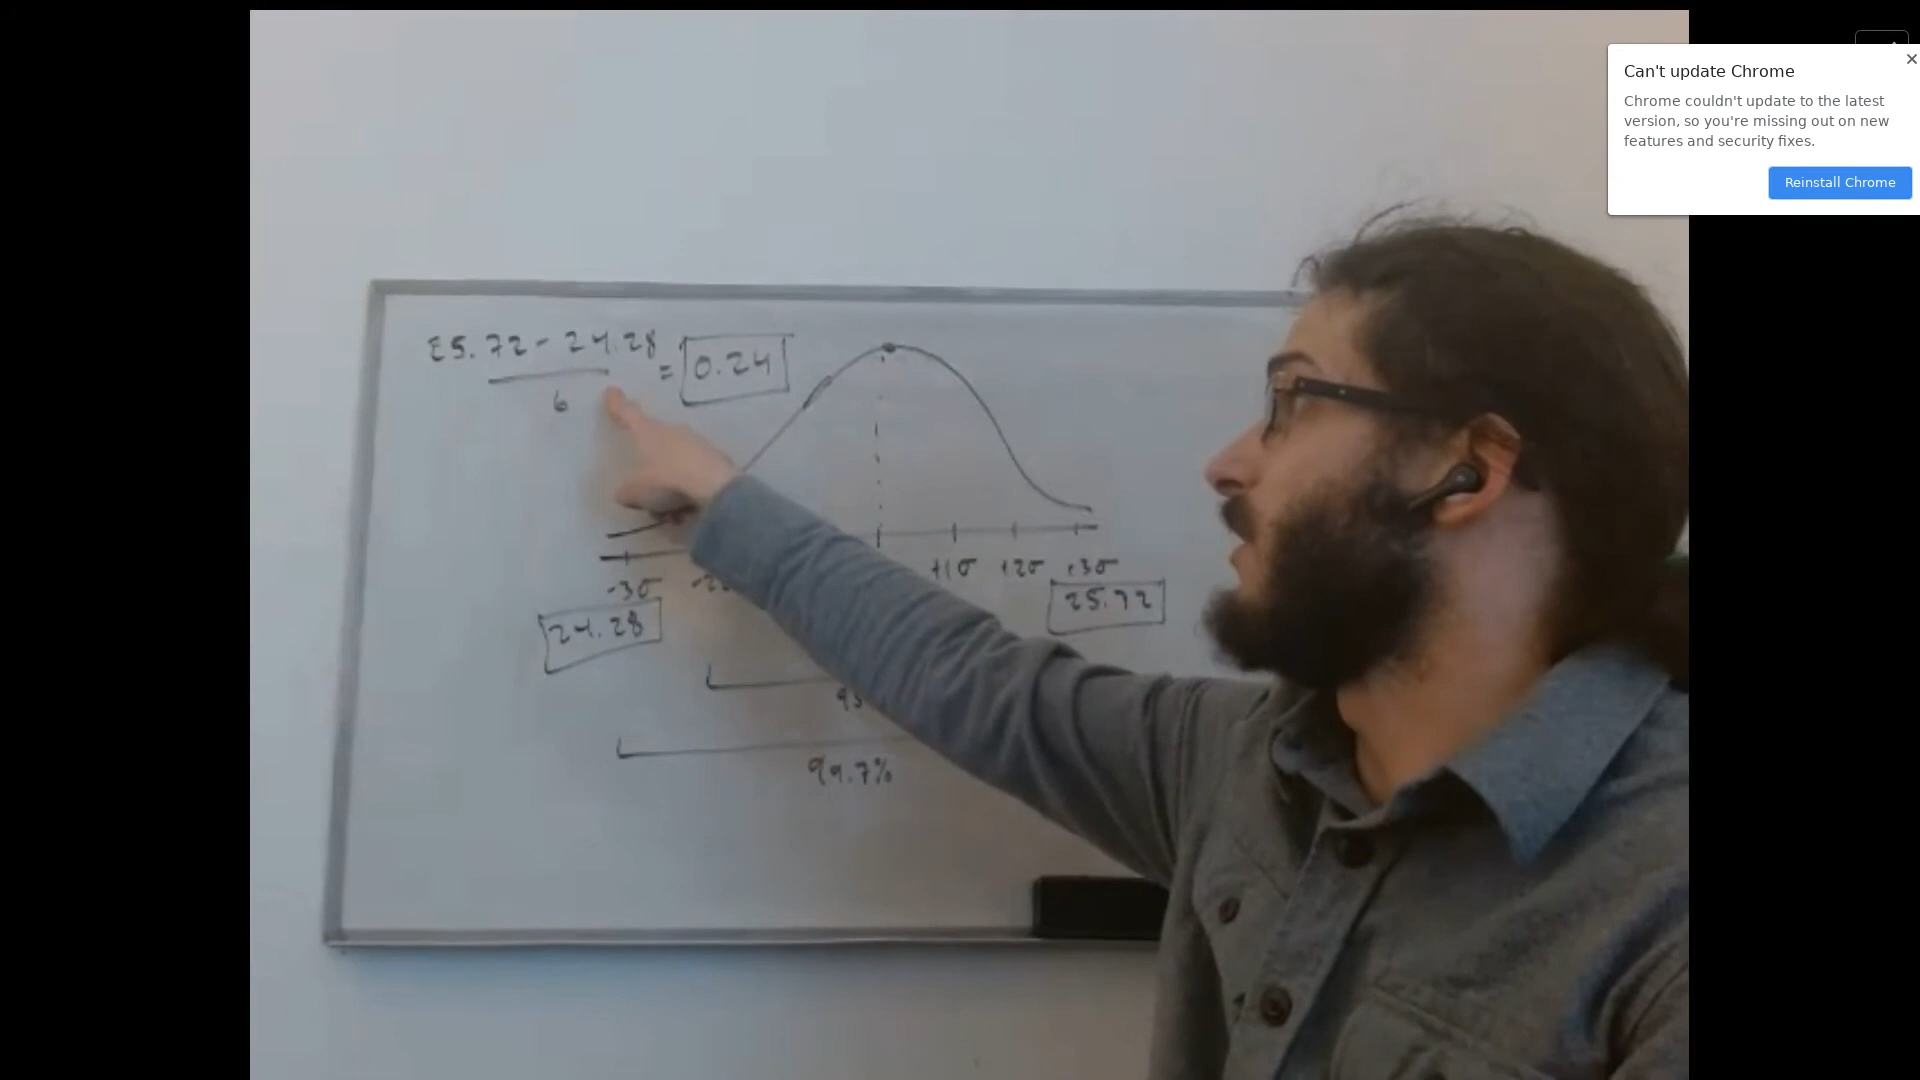 25.72 - 24.28
= 0.24
6
-3σ
+1σ +2σ +3σ
24.28
25.72
99.7%
Can't update Chrome
Chrome couldn't update to the latest
version, so you're missing out on new
features and security fixes.
Reinstall Chrome